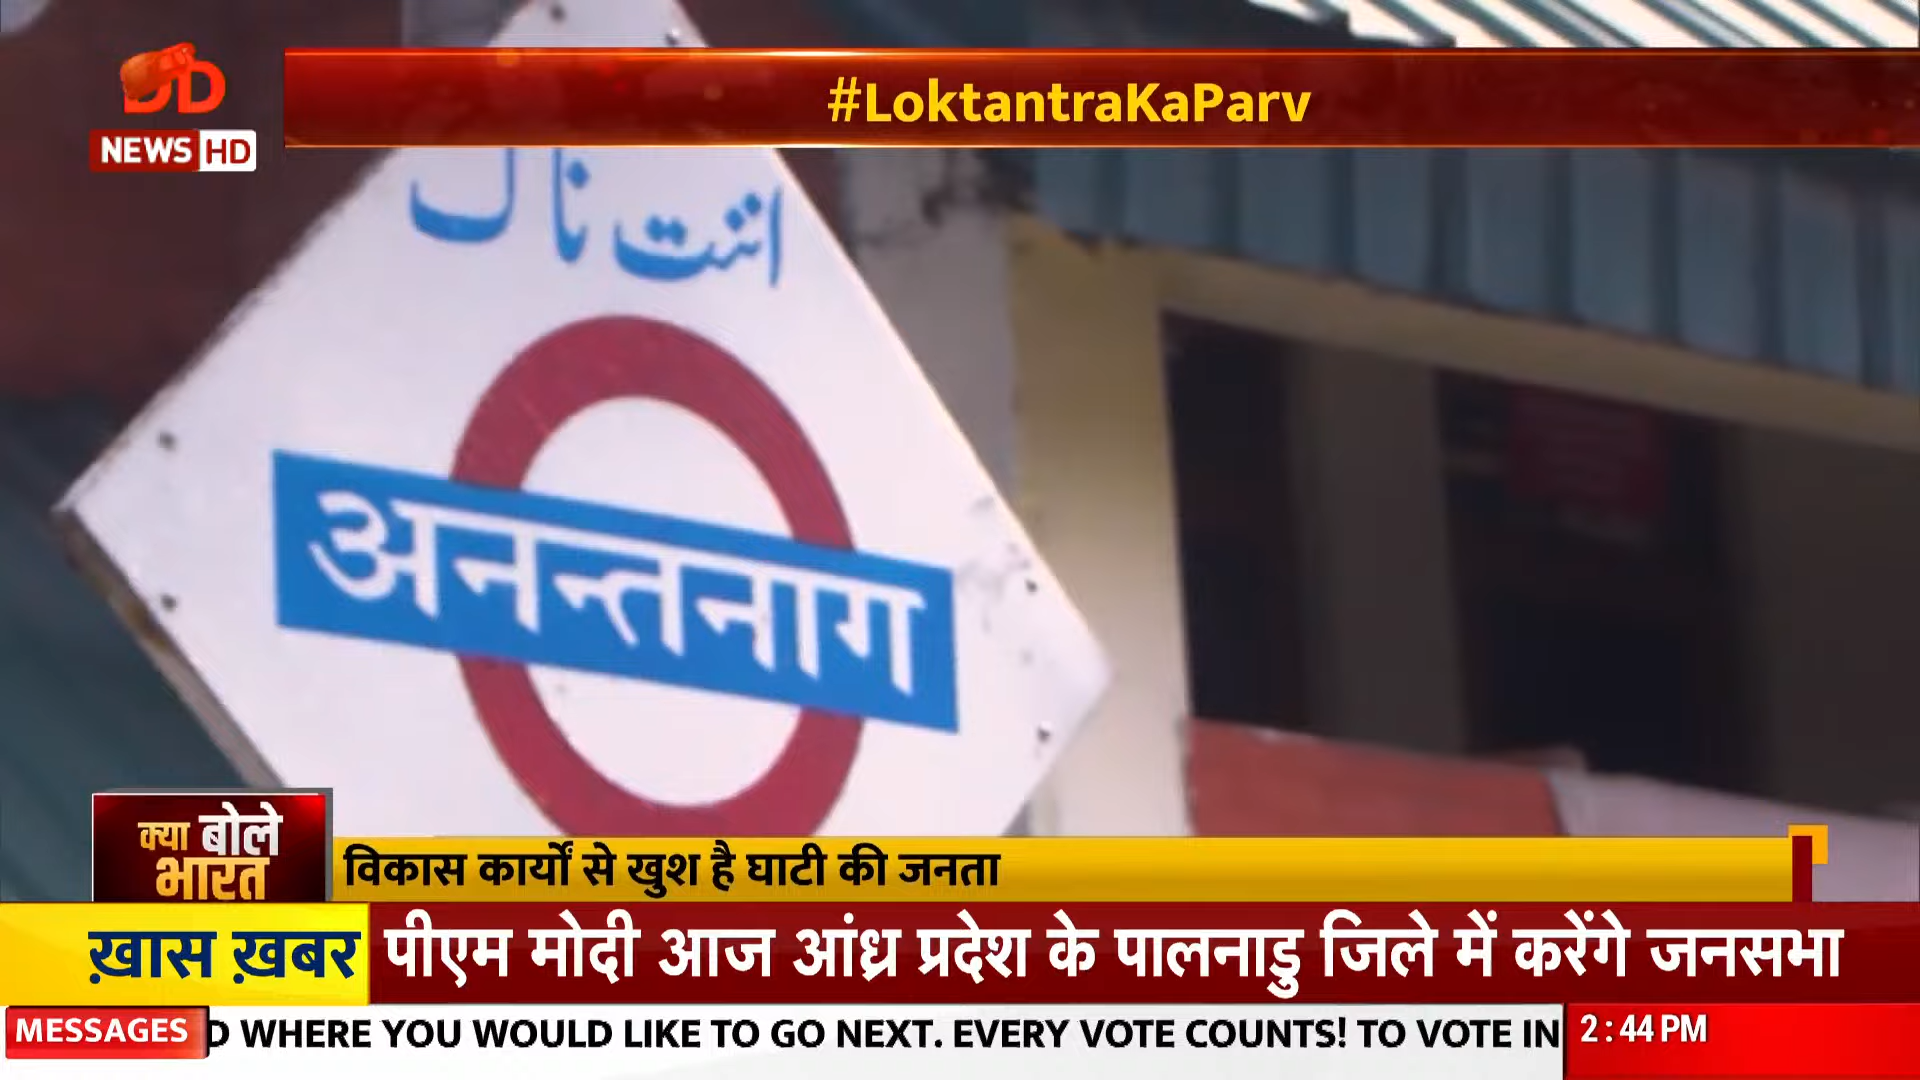 #LoktantraKaParv
DD
NEWS HD
اننت ناگ
अनन्तनाग
क्या बोले
भारत
विकास कार्यों से खुश है घाटी की जनता
ख़ास ख़बर
पीएम मोदी आज आंध्र प्रदेश के पालनाडु जिले में करेंगे जनसभा
MESSAGES
D WHERE YOU WOULD LIKE TO GO NEXT. EVERY VOTE COUNTS! TO VOTE IN
2:44 PM